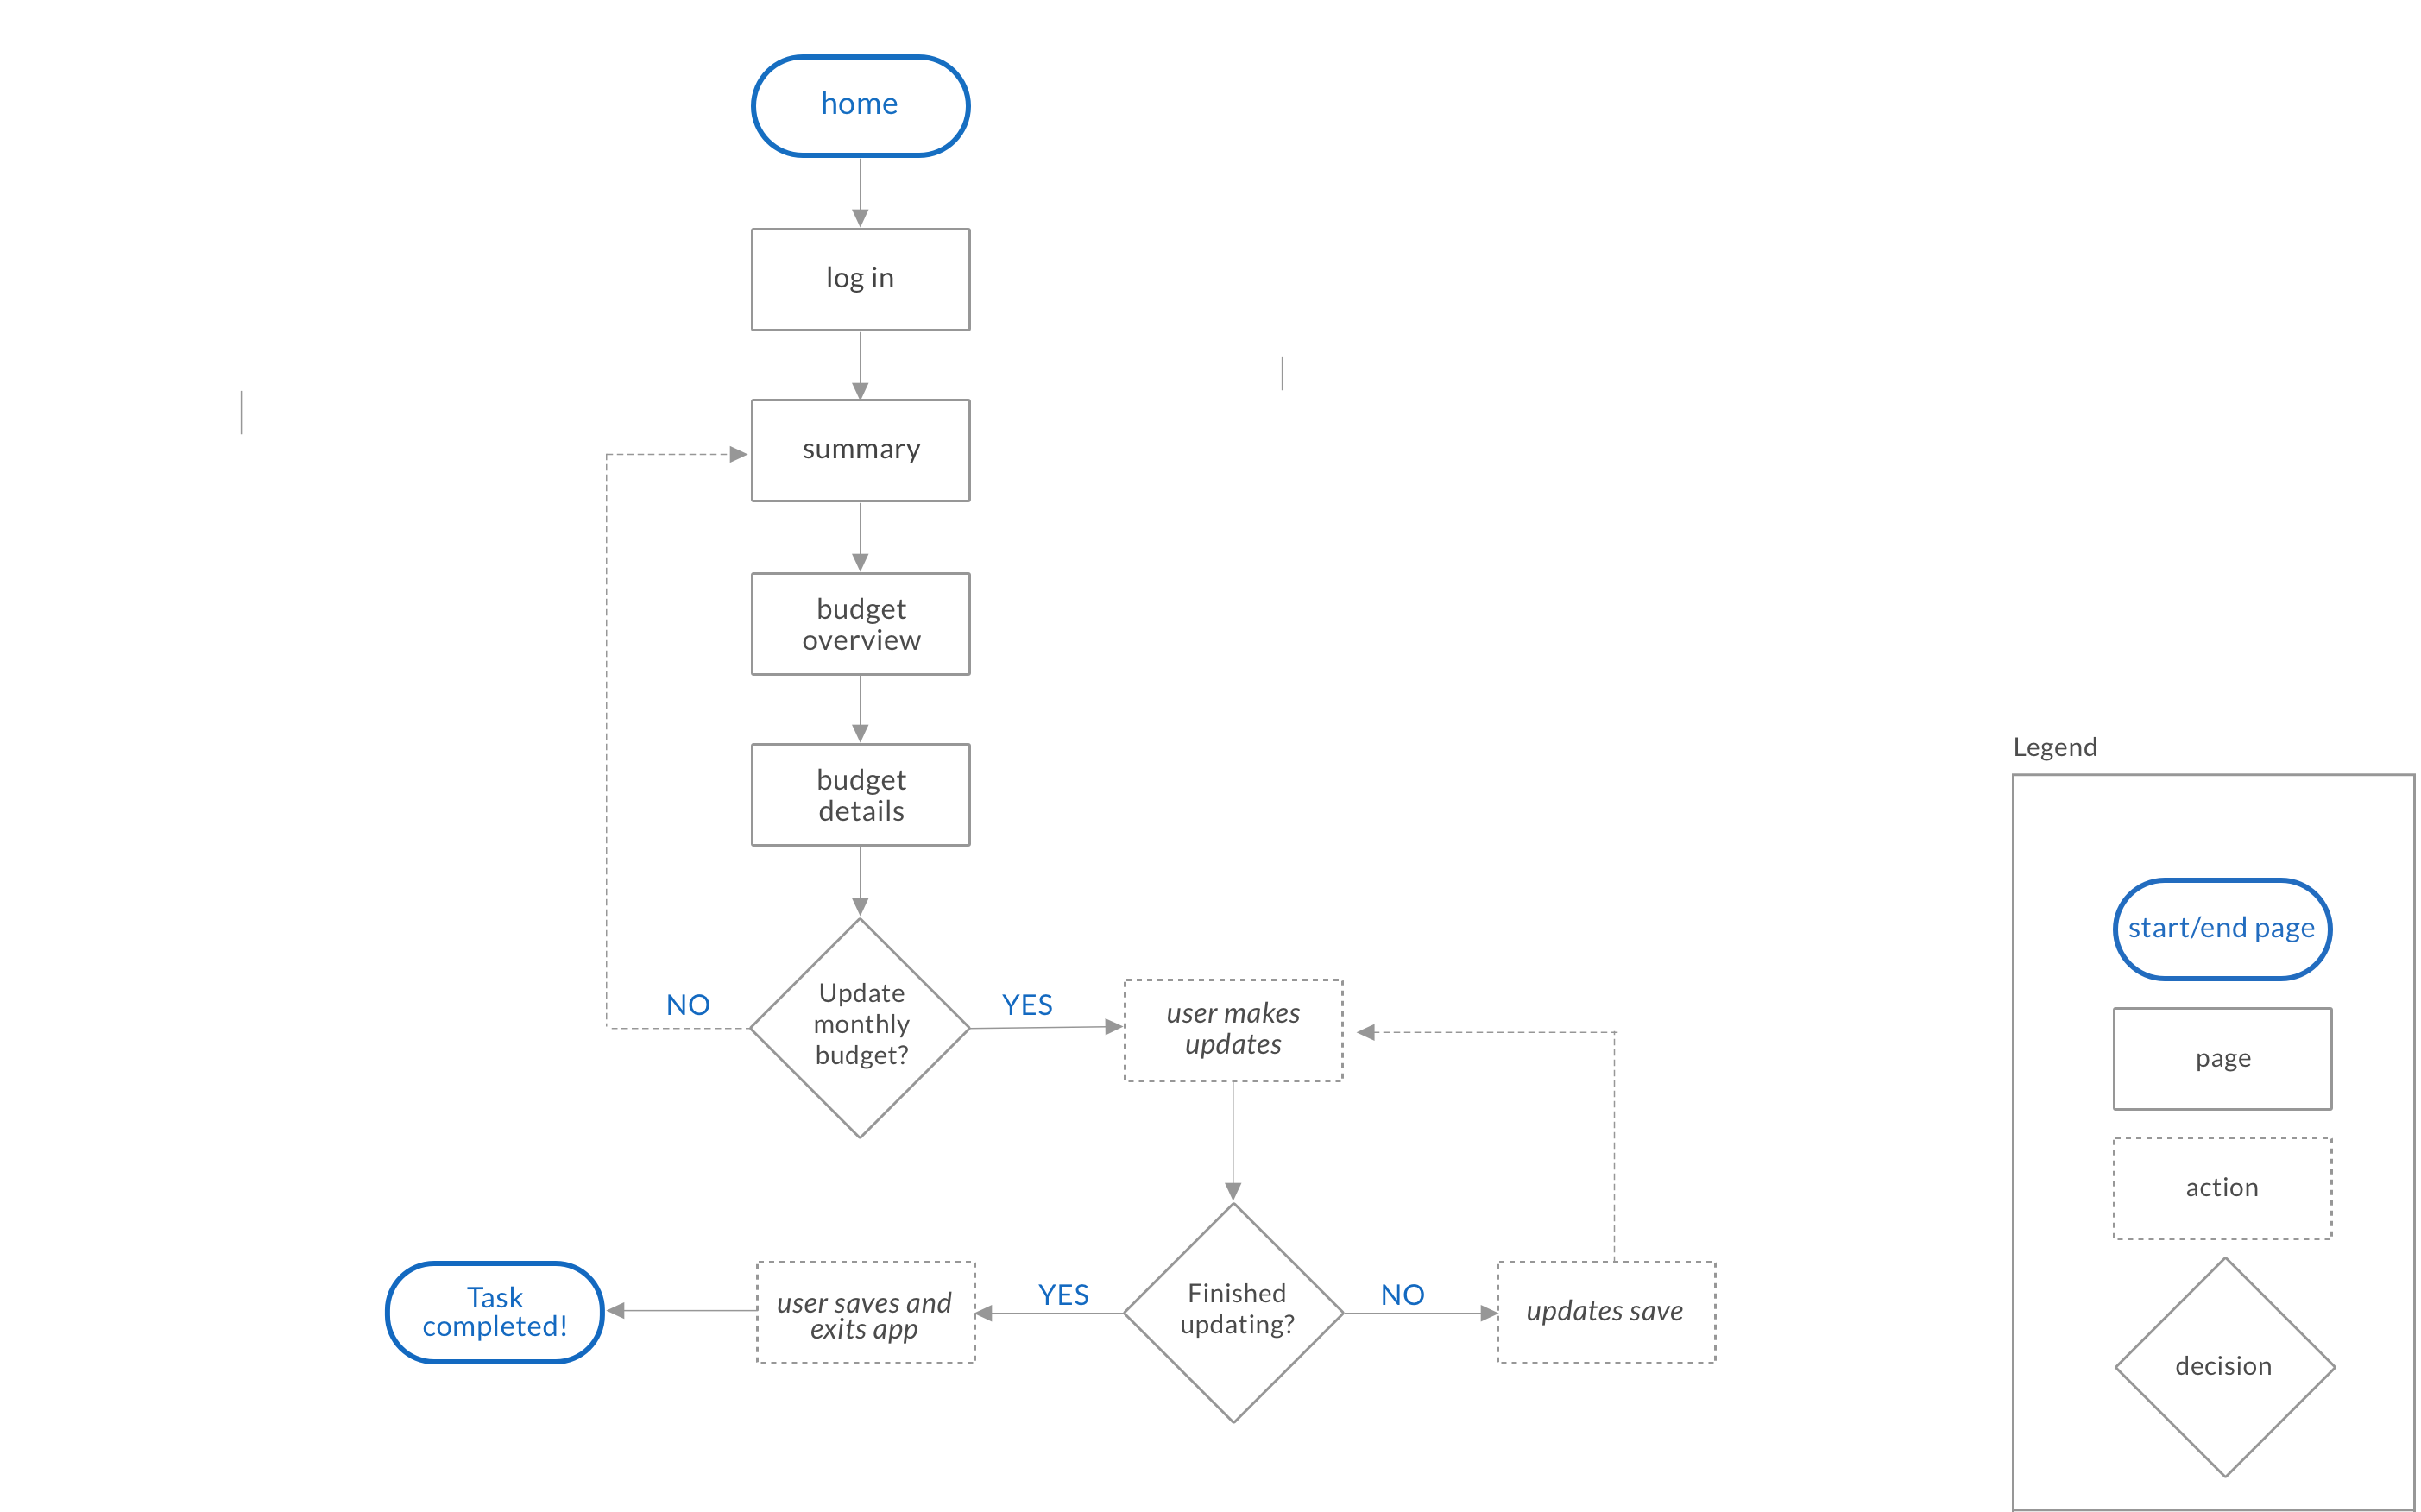 home
log in
summary
budget
overview
budget
details
Update
monthly
budget?
NO
YES
user makes
updates
Finished
updating?
YES
NO
updates save
user saves and
exits app
Task
completed!
Legend
start/end page
page
action
decision